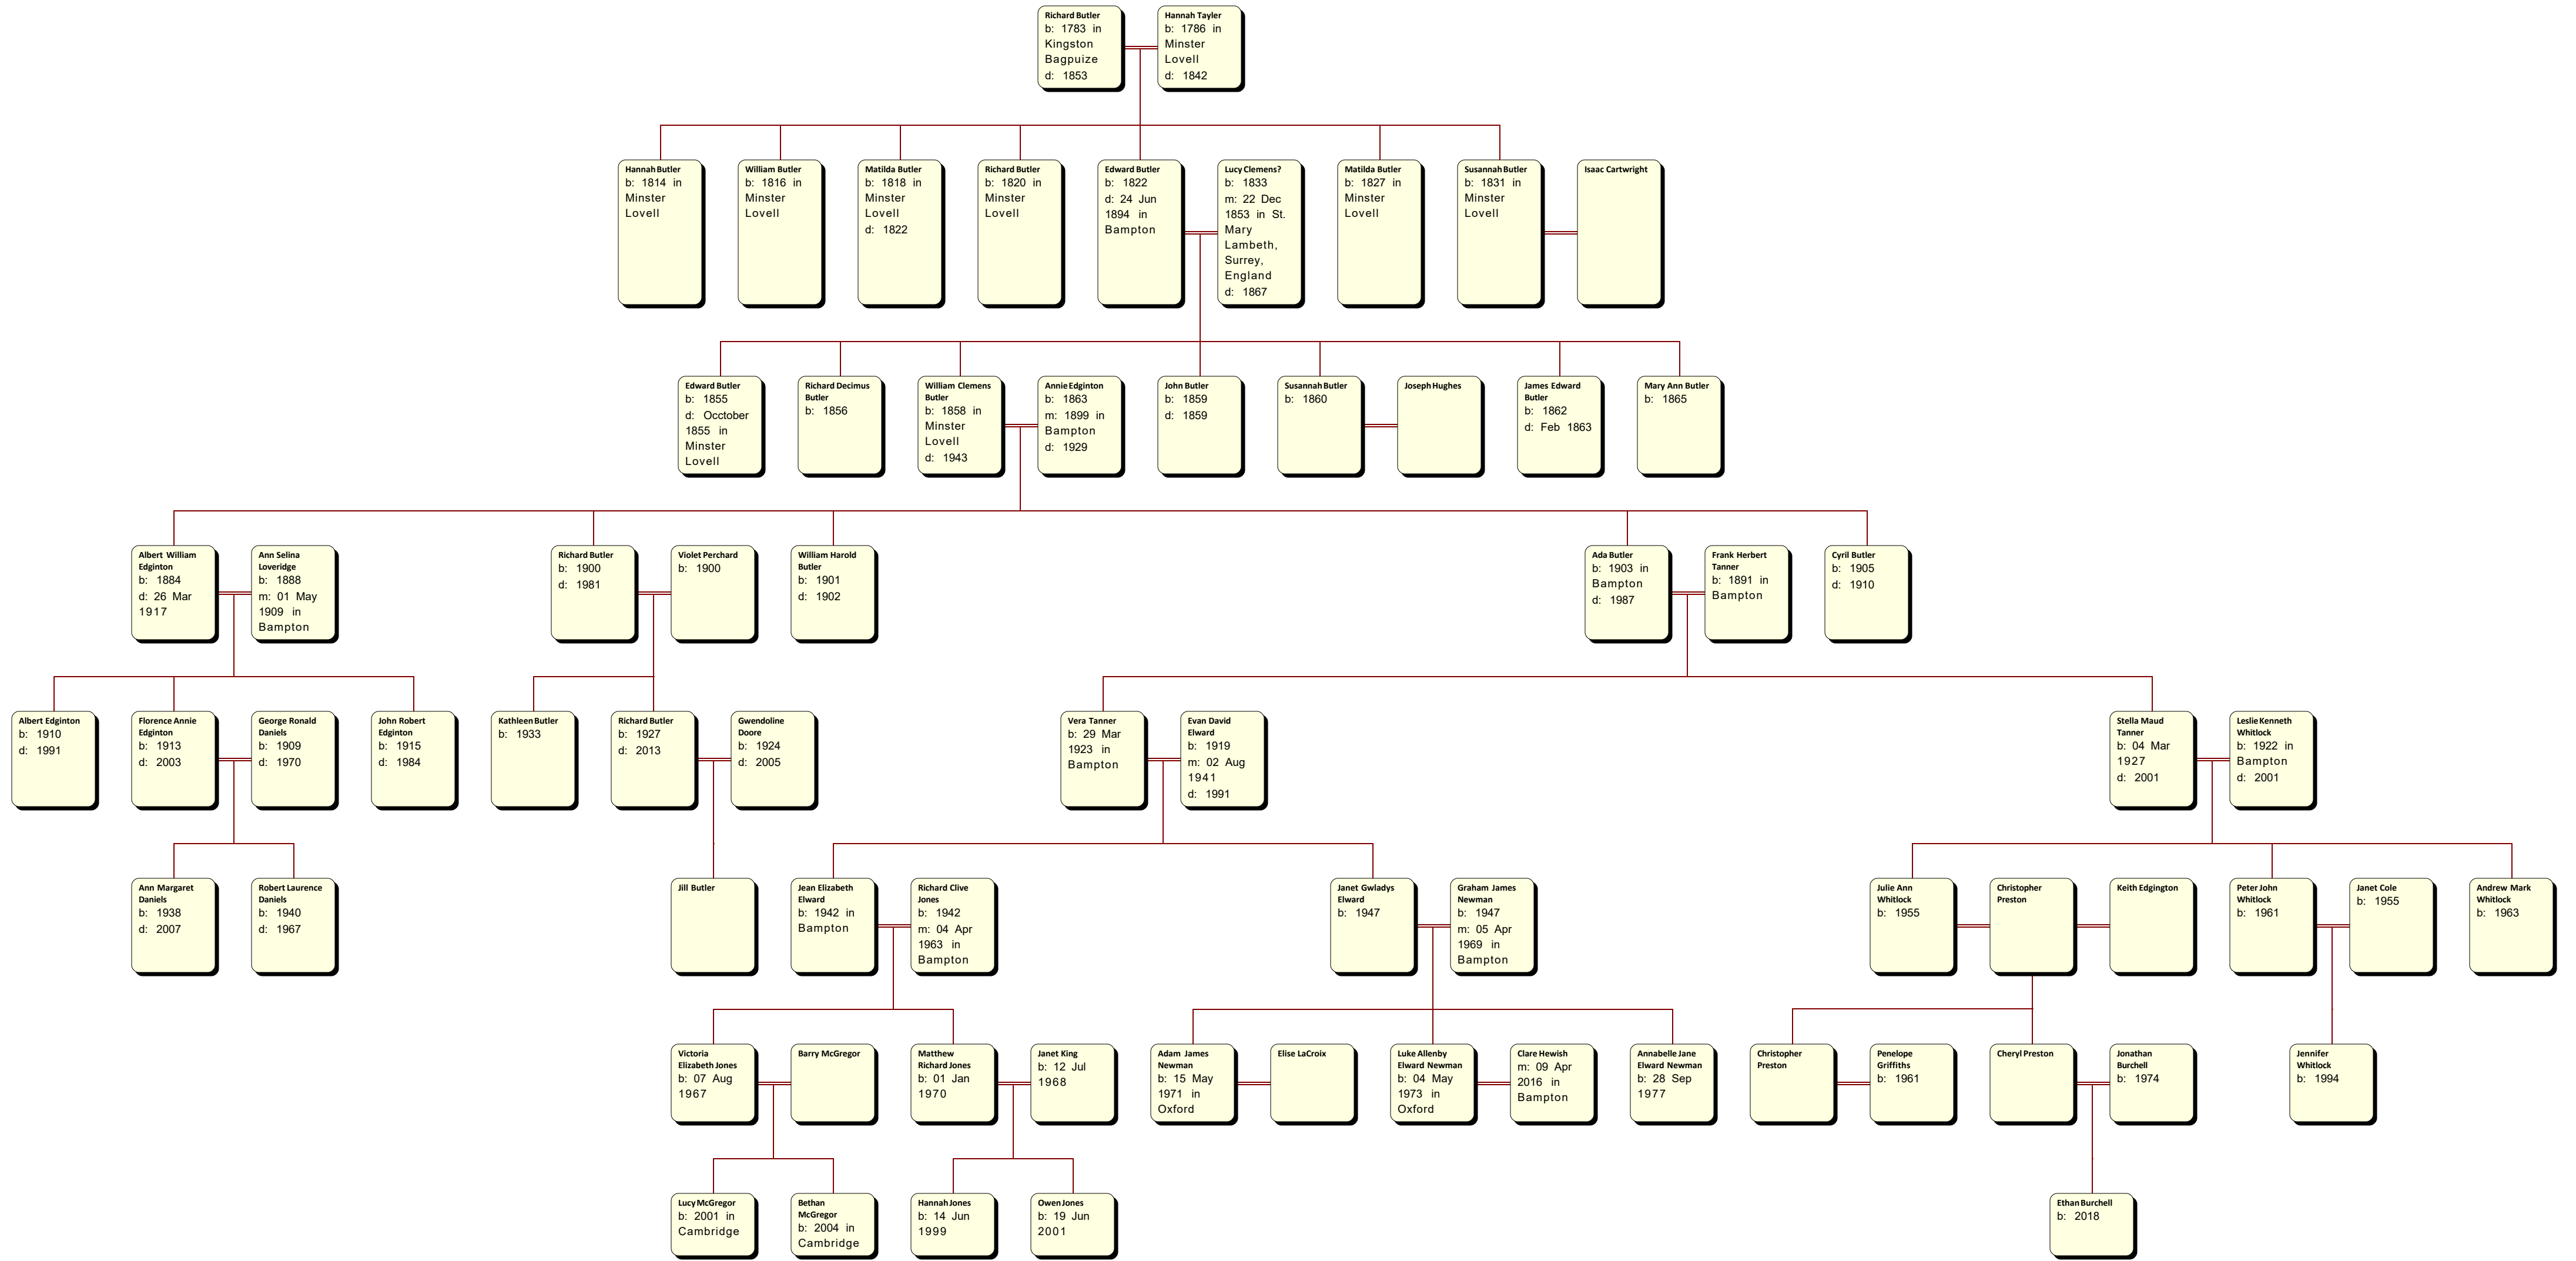 Richard Butler
b: 1783 in
Kingston
Bagpuize
d: 1853
Hannah Tayler
b: 1786 in
Minster
Lovell
d: 1842
Hannah Butler
b: 1814 in
Minster
Lovell
William Butler
b: 1816 in
Minster
Lovell
Matilda Butler
b: 1818 in
Minster
Lovell
d: 1822
Richard Butler
b: 1820 in
Minster
Lovell
Edward Butler
b: 1822
d: 24 Jun
1894 in
Bampton
Lucy Clemens?
b: 1833
m: 22 Dec
1853 in St.
Mary
Lambeth,
Surrey,
England
d: 1867
Matilda Butler
b: 1827 in
Minster
Lovell
Susannah Butler
b: 1831 in
Minster
Lovell
Isaac Cartwright
Edward Butler
b: 1855
d: Occtober
1855 in
Minster
Lovell
Richard Decimus
Butler
b: 1856
William Clemens
Butler
b: 1858 in
Minster
Lovell
d: 1943
Annie Edginton
b: 1863
m: 1899 in
Bampton
d: 1929
John Butler
b: 1859
d: 1859
Susannah Butler
b: 1860
Joseph Hughes
James Edward
Butler
b: 1862
d: Feb 1863
Mary Ann Butler
b: 1865
Albert William
Edginton
b: 1884
d: 26 Mar
1917
Ann Selina
Loveridge
b: 1888
m: 01 May
1909 in
Bampton
Richard Butler
b: 1900
d: 1981
Violet Perchard
b: 1900
William Harold
Butler
b: 1901
d: 1902
Ada Butler
b: 1903 in
Bampton
d: 1987
Frank Herbert
Tanner
b: 1891 in
Bampton
Cyril Butler
b: 1905
d: 1910
Albert Edginton
b: 1910
d: 1991
Florence Annie
Edginton
b: 1913
d: 2003
George Ronald
Daniels
b: 1909
d: 1970
John Robert
Edginton
b: 1915
d: 1984
Kathleen Butler
b: 1933
Richard Butler
b: 1927
d: 2013
Gwendoline
Doore
b: 1924
d: 2005
Vera Tanner
b: 29 Mar
1923 in
Bampton
Evan David
Elward
b: 1919
m: 02 Aug
1941
d: 1991
Stella Maud
Tanner
b: 04 Mar
1927
d: 2001
Leslie Kenneth
Whitlock
b: 1922 in
Bampton
d: 2001
Ann Margaret
Daniels
b: 1938
d: 2007
Robert Laurence
Daniels
b: 1940
d: 1967
Jill Butler
Jean Elizabeth
Elward
b: 1942 in
Bampton
Richard Clive
Jones
b: 1942
m: 04 Apr
1963 in
Bampton
Janet Gwladys
Elward
b: 1947
Graham James
Newman
b: 1947
m: 05 Apr
1969 in
Bampton
Julie Ann
Whitlock
b: 1955
Christopher
Preston
Keith Edgington
Peter John
Whitlock
b: 1961
Janet Cole
b: 1955
Andrew Mark
Whitlock
b: 1963
Victoria
Elizabeth Jones
b: 07 Aug
1967
Barry McGregor
Matthew
Richard Jones
b: 01 Jan
1970
Janet King
b: 12 Jul
1968
Adam James
Newman
b: 15 May
1971 in
Oxford
Elise LaCroix
Luke Allenby
Elward Newman
b: 04 May
1973 in
Oxford
Clare Hewish
m: 09 Apr
2016 in
Bampton
Annabelle Jane
Elward Newman
b: 28 Sep
1977
Christopher
Preston
Penelope
Griffiths
b: 1961
Cheryl Preston
Jonathan
Burchell
b: 1974
Jennifer
Whitlock
b: 1994
Lucy McGregor
b: 2001 in
Cambridge
Bethan
McGregor
b: 2004 in
Cambridge
Hannah Jones
b: 14 Jun
1999
Owen Jones
b: 19 Jun
2001
Ethan Burchell
b: 2018